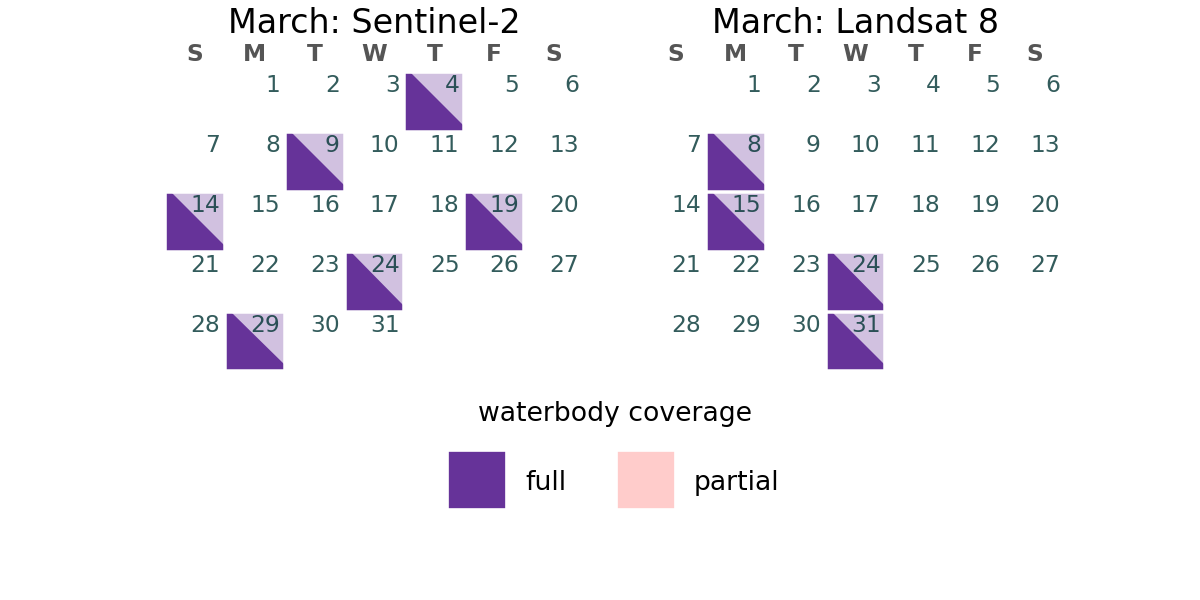 March: Sentinel-2
S M T W T F S
1 2 3 4 5 6
7 8 9 10 11 12 13
14 15 16 17 18 19 20
21 22 23 24 25 26 27
28 29 30 31
March: Landsat 8
S M T W T F S
1 2 3 4 5 6
7 8 9 10 11 12 13
14 15 16 17 18 19 20
21 22 23 24 25 26 27
28 29 30 31
waterbody coverage
full partial